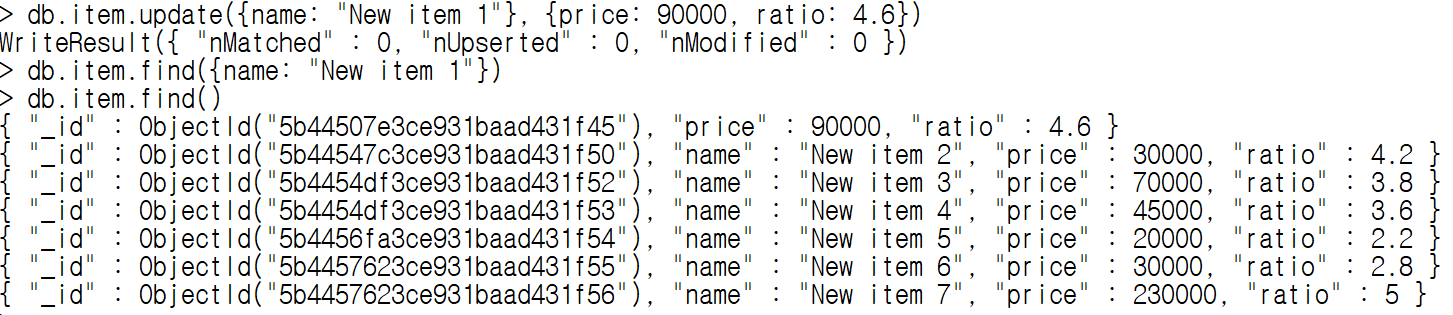 > db.item.update({name: "New item 1"}, {price: 90000, ratio: 4.6})
WriteResult({ "nMatched" : 0, "nUpserted" : 0, "nModified" : 0 })
> db.item.find({name: "New item 1"})
> db.item.find()
{ "_id" : ObjectId("5b44507e3ce931baad431f45"), "price" : 90000, "ratio" : 4.6 }
{ "_id" : ObjectId("5b44547c3ce931baad431f50"), "name" : "New item 2", "price" : 30000, "ratio" : 4.2 }
{ "_id" : ObjectId("5b4454df3ce931baad431f52"), "name" : "New item 3", "price" : 70000, "ratio" : 3.8 }
{ "_id" : ObjectId("5b4454df3ce931baad431f53"), "name" : "New item 4", "price" : 45000, "ratio" : 3.6 }
{ "_id" : ObjectId("5b4456fa3ce931baad431f54"), "name" : "New item 5", "price" : 20000, "ratio" : 2.2 }
{ "_id" : ObjectId("5b4457623ce931baad431f55"), "name" : "New item 6", "price" : 30000, "ratio" : 2.8 }
{ "_id" : ObjectId("5b4457623ce931baad431f56"), "name" : "New item 7", "price" : 230000, "ratio" : 5 }